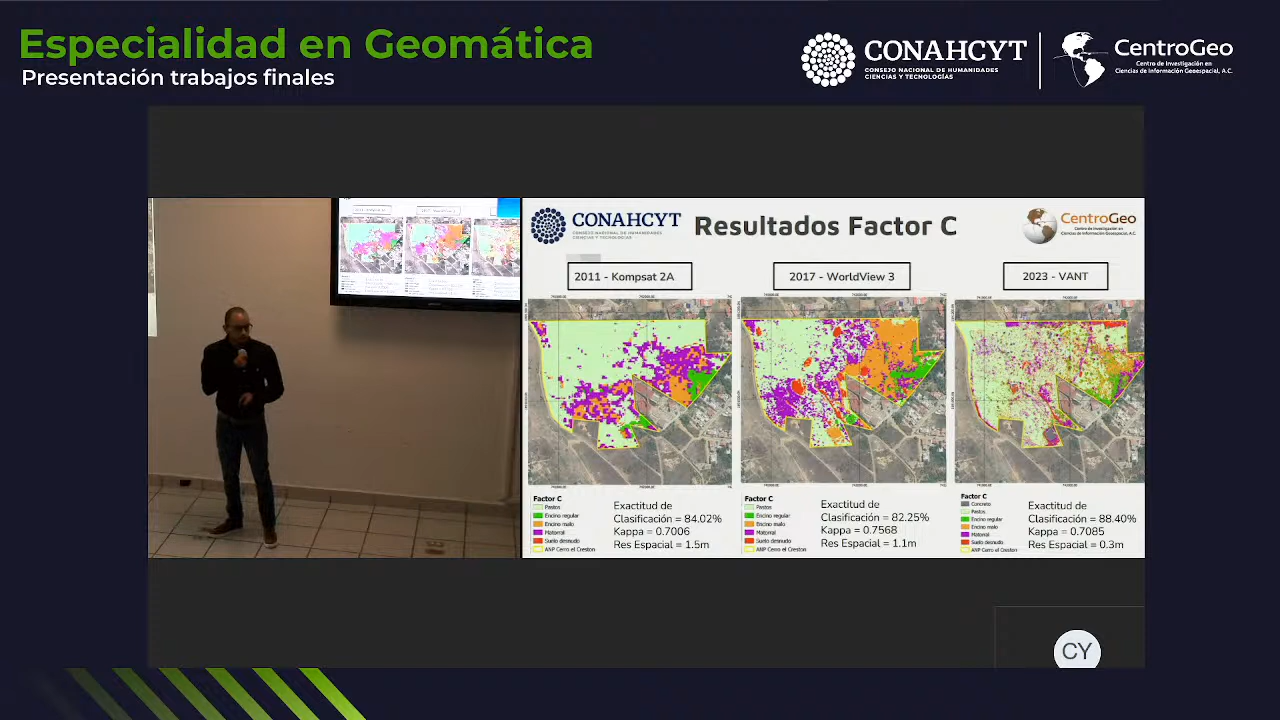 Especialidad en Geomática
Presentación trabajos finales
CONAHCYT
CONSEJO NACIONAL DE HUMANIDADES
CIENCIAS Y TECNOLOGÍAS
CentroGeo
Centro de Investigación en
Ciencias de Información Geoespacial, A.C.
CONAHCYT
CONSEJO NACIONAL DE HUMANIDADES
CIENCIAS Y TECNOLOGÍAS
Resultados Factor C
CentroGeo
Centro de Investigación en
Ciencias de Información Geoespacial, A.C.
2011 - Kompsat 2A
2017 - WorldView 3
2023 - VANT
Factor C
Pastos
Encino regular
Encino malo
Matorral
Suelo desnudo
ANP Cerro el Creston
Exactitud de
Clasificación = 84.02%
Kappa = 0.7006
Res Espacial = 1.5m
Factor C
Pastos
Encino regular
Encino malo
Matorral
Suelo desnudo
ANP Cerro el Creston
Exactitud de
Clasificación = 82.25%
Kappa = 0.7568
Res Espacial = 1.1m
Factor C
Concreto
Pastos
Encino regular
Encino malo
Matorral
Suelo desnudo
ANP Cerro el Creston
Exactitud de
Clasificación = 88.40%
Kappa = 0.7085
Res Espacial = 0.3m
CY